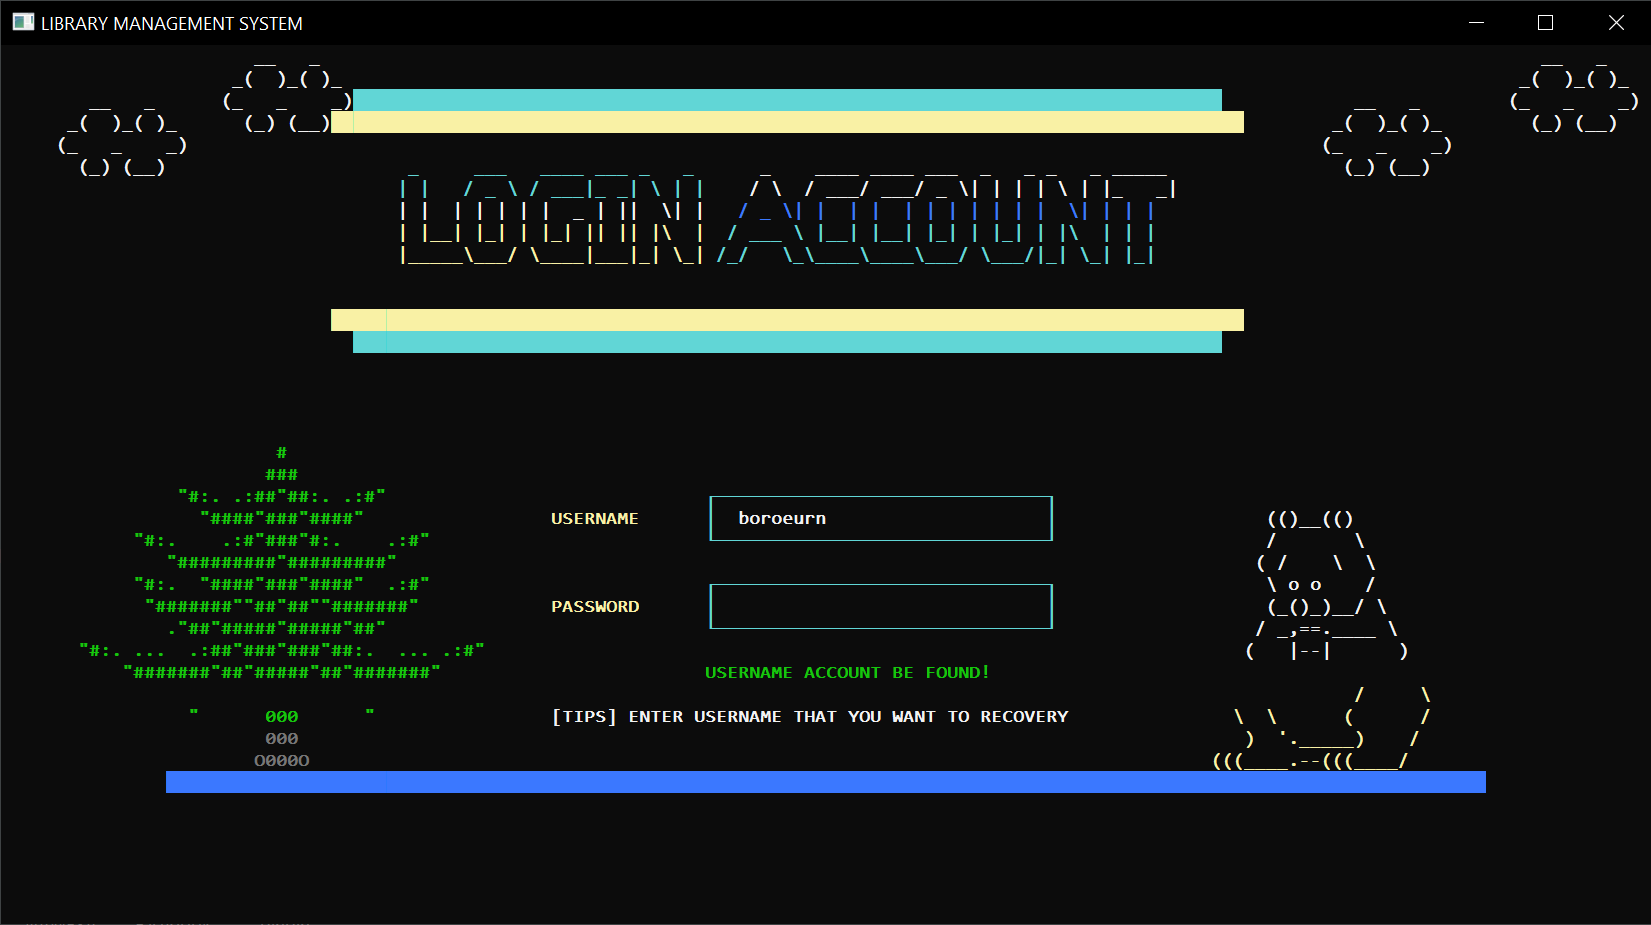 LIBRARY MANAGEMENT SYSTEM
LOGIN ACCOUNT
USERNAME
boroeurn
PASSWORD
USERNAME ACCOUNT BE FOUND!
[TIPS] ENTER USERNAME THAT YOU WANT TO RECOVERY